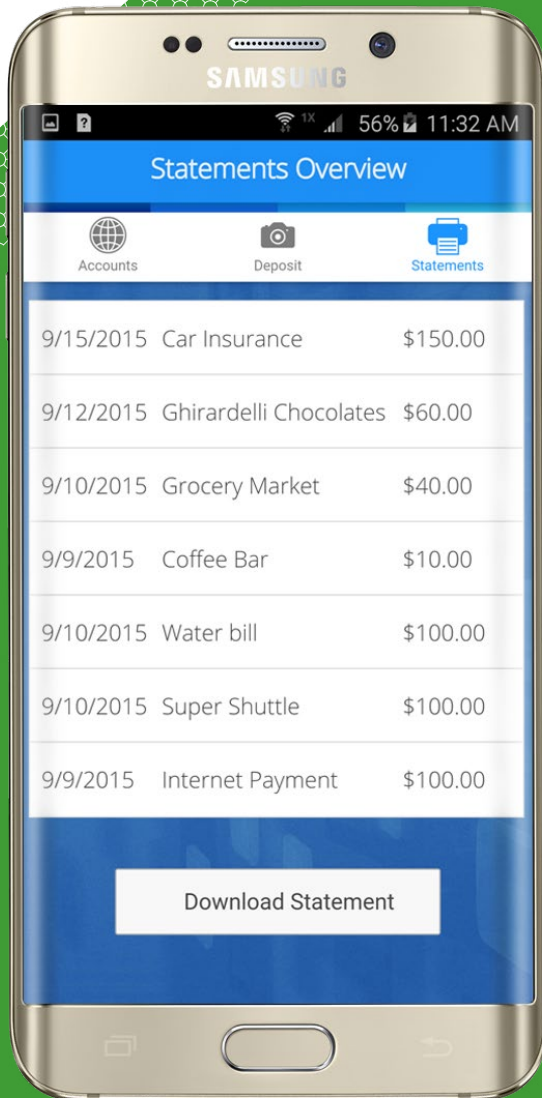 SAMSUNG
1X 56% 11:32 AM
Statements Overview
Accounts Deposit Statements
9/15/2015 Car Insurance $150.00
9/12/2015 Ghirardelli Chocolates $60.00
9/10/2015 Grocery Market $40.00
9/9/2015 Coffee Bar $10.00
9/10/2015 Water bill $100.00
9/10/2015 Super Shuttle $100.00
9/9/2015 Internet Payment $100.00
Download Statement